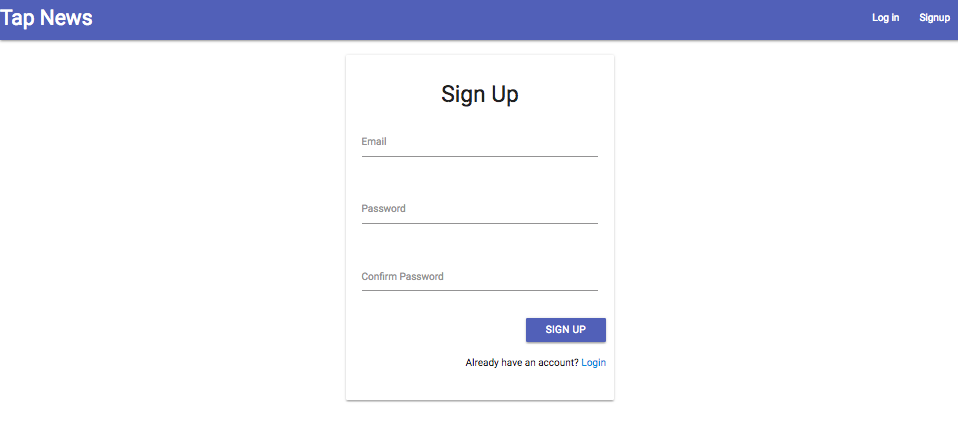 Tap News
Log in Signup
Sign Up
Email
Password
Confirm Password
SIGN UP
Already have an account? Login